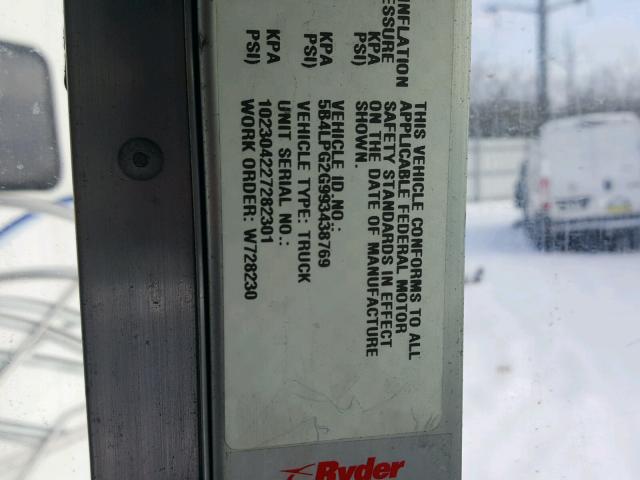 INFLATION
PRESSURE
KPA
PSI)
KPA
PSI)
KPA
PSI)
THIS VEHICLE CONFORMS TO ALL
APPLICABLE FEDERAL MOTOR
SAFETY STANDARDS IN EFFECT
ON THE DATE OF MANUFACTURE
SHOWN.
VEHICLE ID NO.:
5B4LPG2G993438769
VEHICLE TYPE: TRUCK
UNIT SERIAL NO.:
102304227282301
WORK ORDER: W728230
Ryder